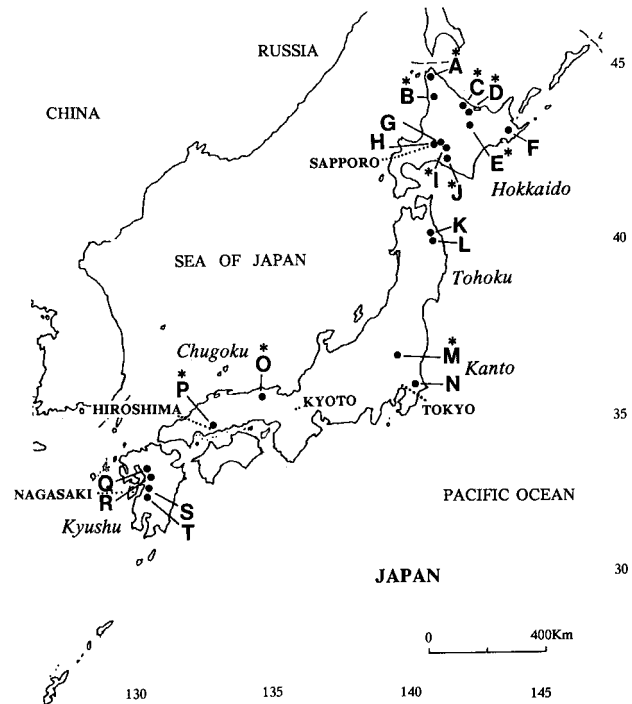 RUSSIA
45
*
A
* *
C D
*
B
CHINA
G
H
F
SAPPORO
E*
*I
*J
Hokkaido
K
L
40
SEA OF JAPAN
Tohoku
*
Chugoku
O
*
M
Kanto
*
P
N
HIROSHIMA
KYOTO
TOKYO
35
*
Q
NAGASAKI
R
S
T
Kyushu
PACIFIC OCEAN
JAPAN
30
0 400Km
130 135 140 145